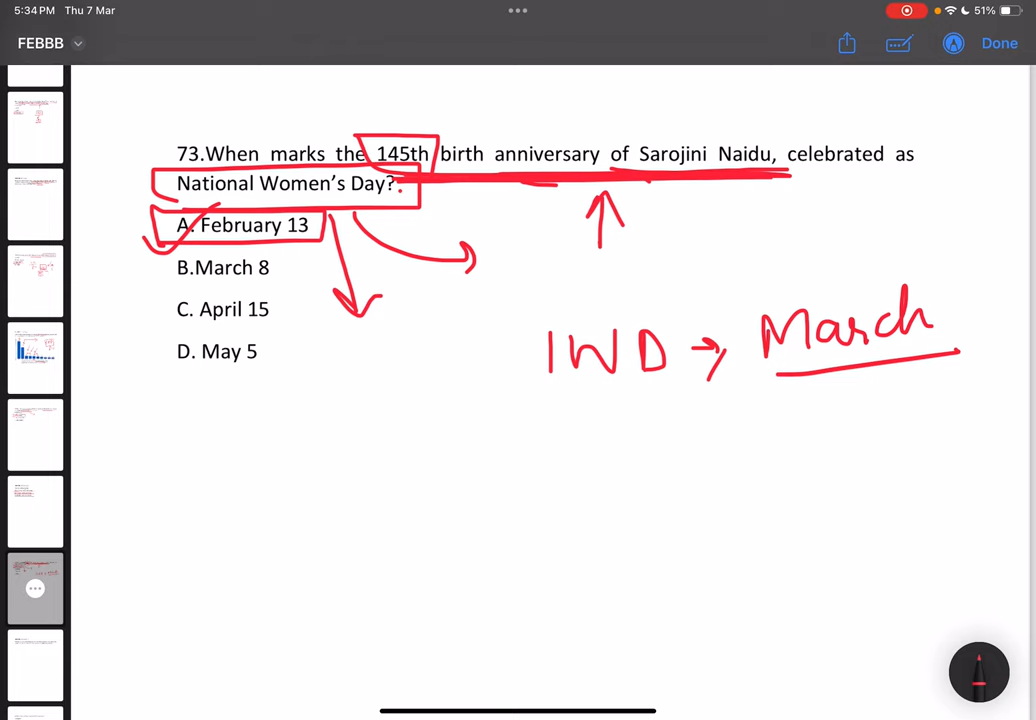 5:34 PM Thu 7 Mar
51%
FEBBB
Done
73.When marks the 145th birth anniversary of Sarojini Naidu, celebrated as
National Women's Day?
A. February 13
B.March 8
C. April 15
D. May 5
IWD → March